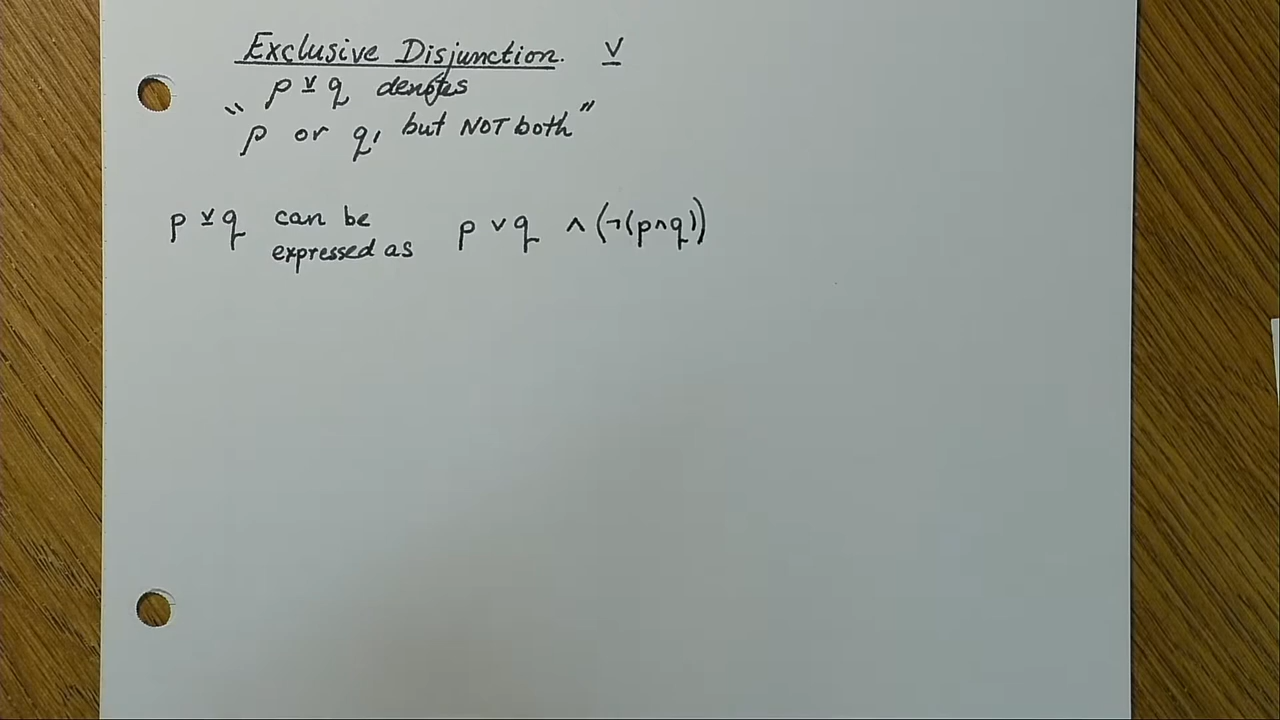 Exclusive Disjunction. ⊻
p ⊻ q denotes
"p or q, but NOT both"
p ⊻ q can be expressed as p ∨ q ∧ (¬(p∧q))